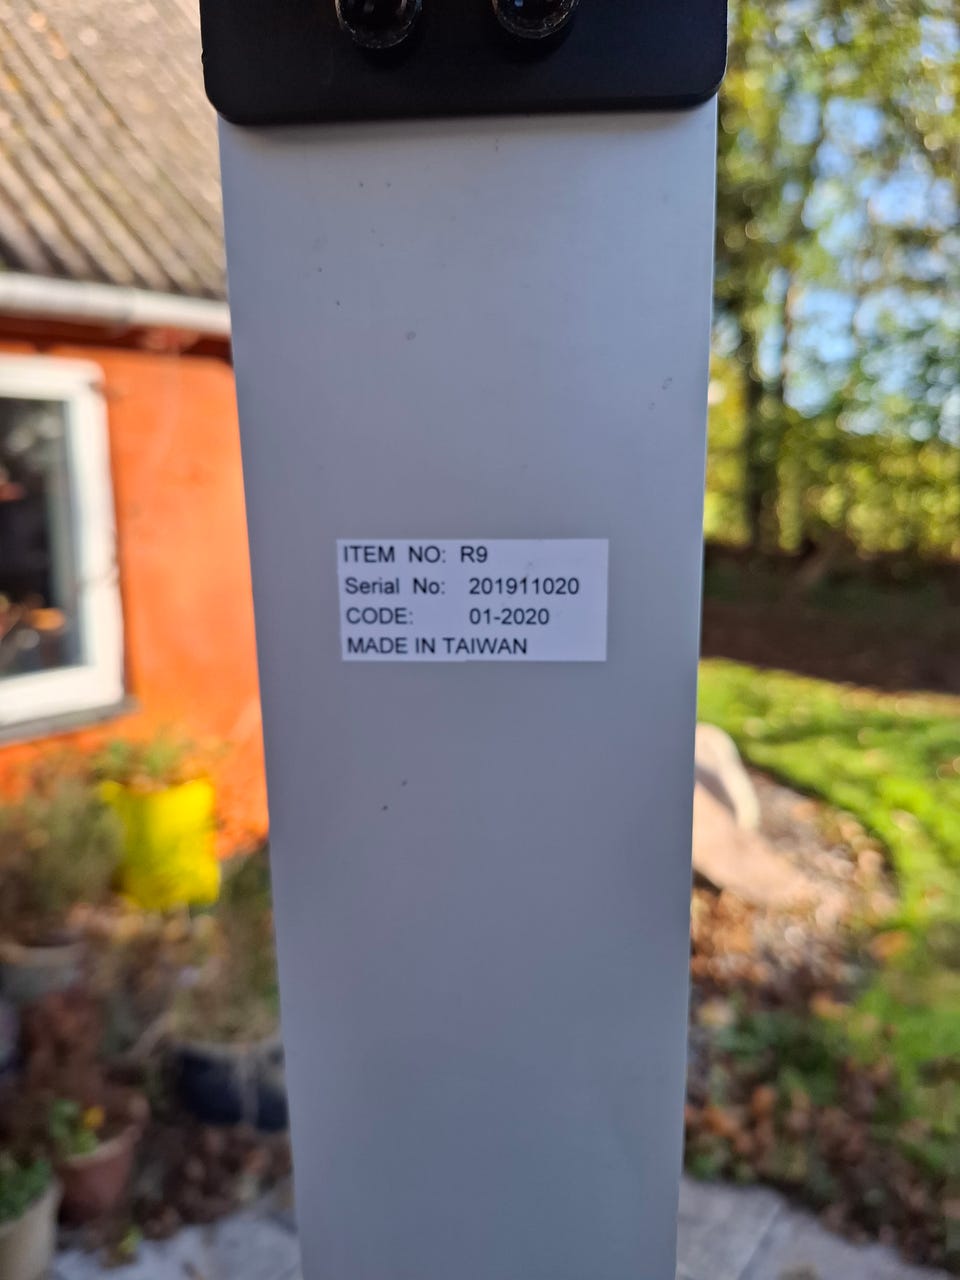 ITEM NO: R9
Serial No: 201911020
CODE: 01-2020
MADE IN TAIWAN